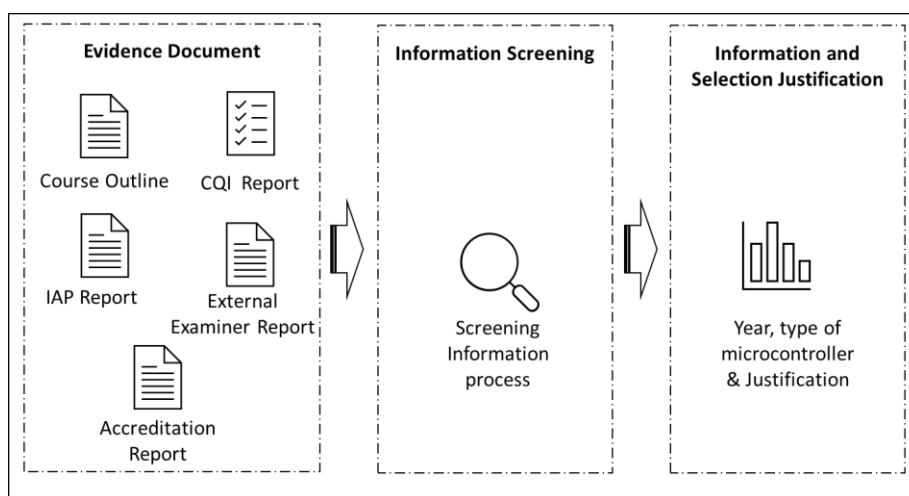 Evidence Document
Course Outline
CQI Report
IAP Report
External
Examiner Report
Accreditation
Report
Information Screening
Screening
Information
process
Information and
Selection Justification
Year, type of
microcontroller
& Justification